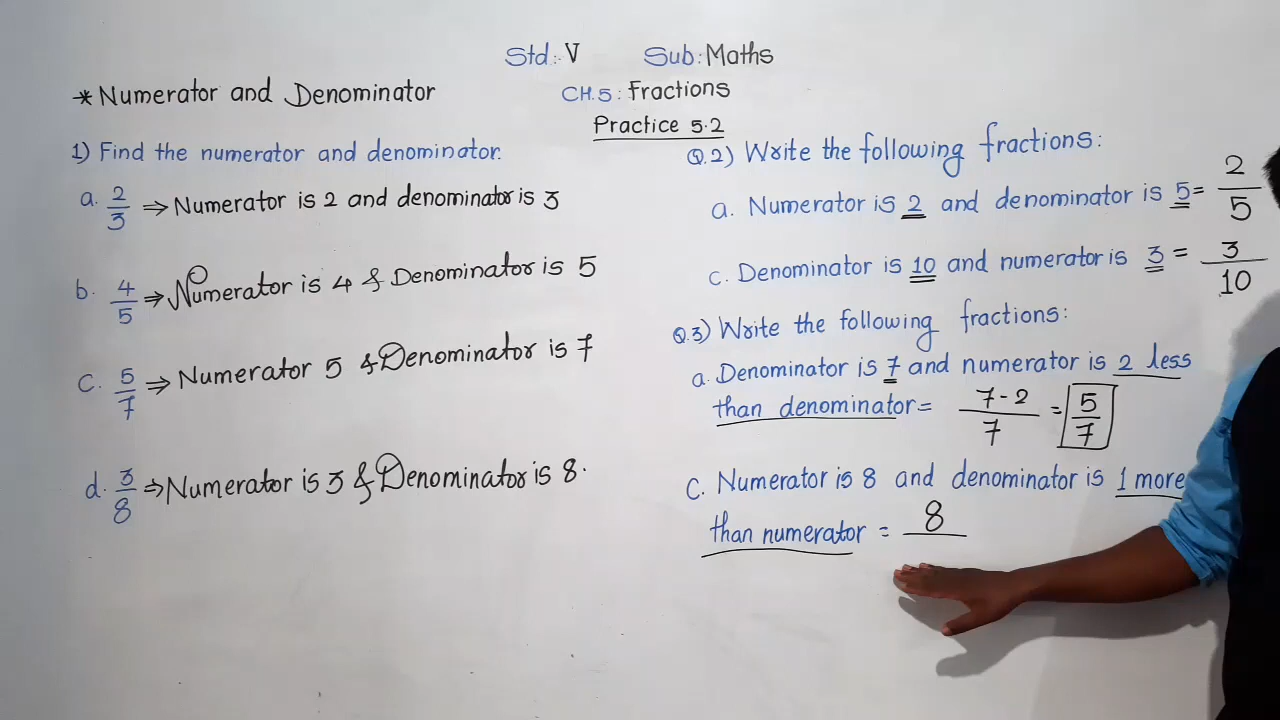 Std: V Sub: Maths
* Numerator and Denominator
CH.5: Fractions
Practice 5.2
1) Find the numerator and denominator.
a. 2/3 ⇒ Numerator is 2 and denominator is 3
b. 4/5 ⇒ Numerator is 4 & Denominator is 5
C. 5/7 ⇒ Numerator 5 & Denominator is 7
d. 3/8 ⇒ Numerator is 3 & Denominator is 8.
Q.2) Write the following fractions:
a. Numerator is 2 and denominator is 5 = 2/5
c. Denominator is 10 and numerator is 3 = 3/10
Q.3) Write the following fractions:
a. Denominator is 7 and numerator is 2 less
than denominator = 7-2/7 = 5/7
C. Numerator is 8 and denominator is 1 more
than numerator = 8/